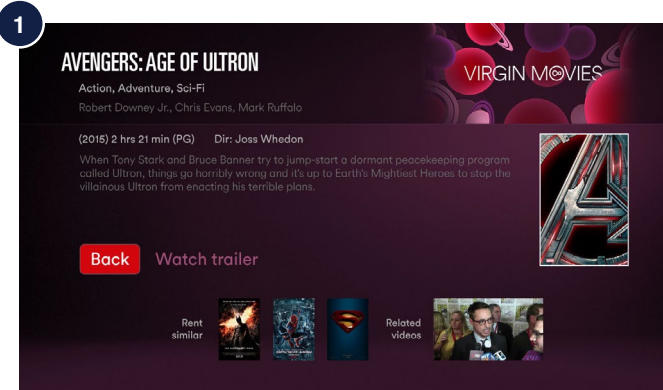 1
AVENGERS: AGE OF ULTRON
Action, Adventure, Sci-Fi
Robert Downey Jr., Chris Evans, Mark Ruffalo
VIRGIN MOVIES
(2015) 2 hrs 21 min (PG) Dir: Joss Whedon
When Tony Stark and Bruce Banner try to jump-start a dormant peacekeeping program
called Ultron, things go horribly wrong and it's up to Earth's Mightiest Heroes to stop the
villainous Ultron from enacting his terrible plans.
Back Watch trailer
Rent
similar
Related
videos